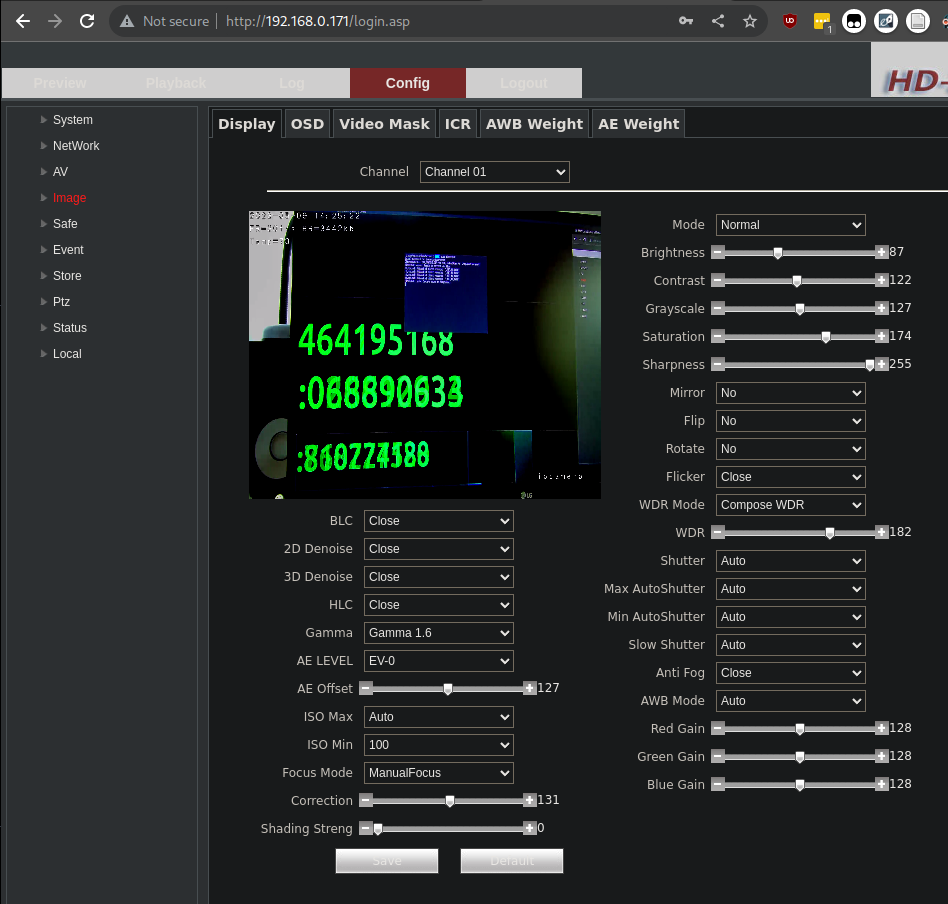 Not secure
http://192.168.0.171/login.asp
1
Preview
Playback
Log
Config
Logout
HD-
System
NetWork
AV
Image
Safe
Event
Store
Ptz
Status
Local
Display
OSD
Video Mask
ICR
AWB Weight
AE Weight
Channel
Channel 01
464195168
ipcamera
LG
BLC Close
2D Denoise Close
3D Denoise Close
HLC Close
Gamma Gamma 1.6
AE LEVEL EV-0
AE Offset 127
ISO Max Auto
ISO Min 100
Focus Mode ManualFocus
Correction 131
Shading Streng 0
Save
Default
Mode Normal
Brightness 87
Contrast 122
Grayscale 127
Saturation 174
Sharpness 255
Mirror No
Flip No
Rotate No
Flicker Close
WDR Mode Compose WDR
WDR 182
Shutter Auto
Max AutoShutter Auto
Min AutoShutter Auto
Slow Shutter Auto
Anti Fog Close
AWB Mode Auto
Red Gain 128
Green Gain 128
Blue Gain 128